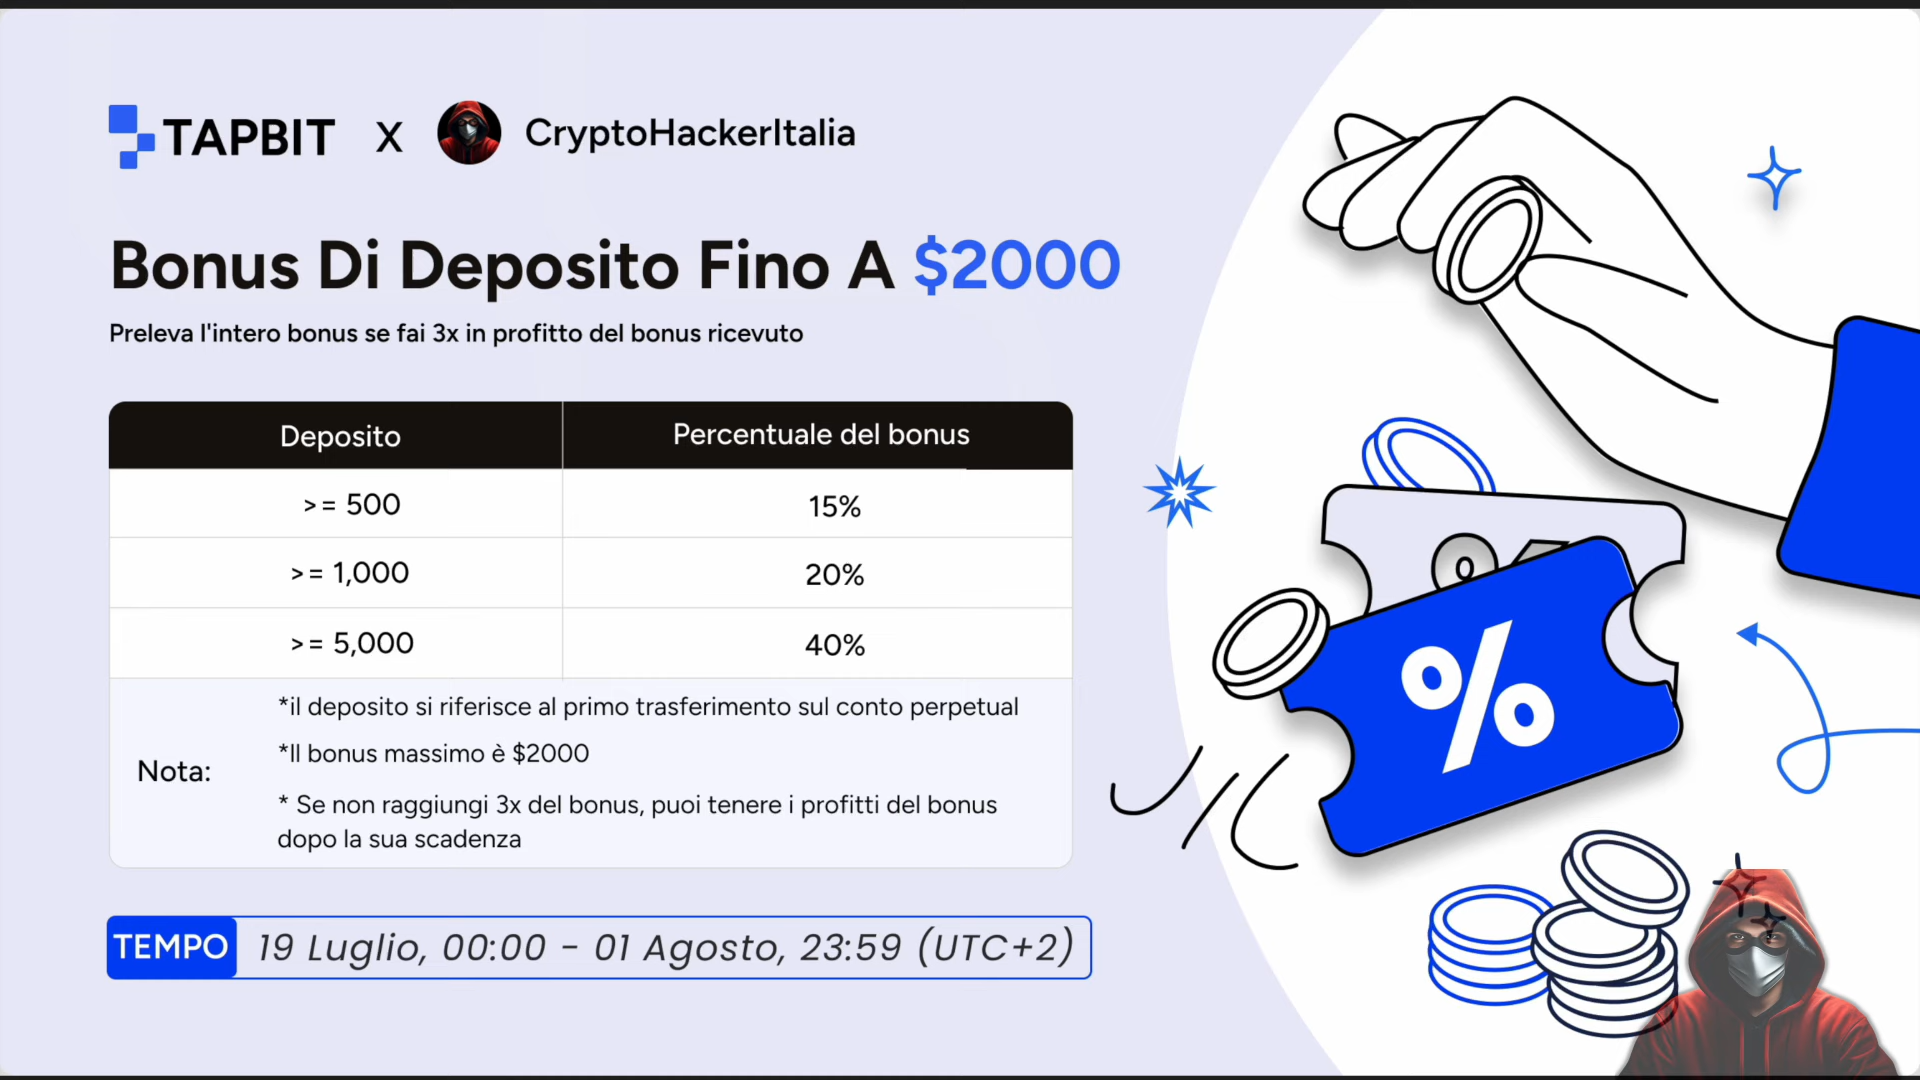 TAPBIT X CryptoHackerItalia
Bonus Di Deposito Fino A $2000
Preleva l'intero bonus se fai 3x in profitto del bonus ricevuto
Deposito Percentuale del bonus
>= 500 15%
>= 1,000 20%
>= 5,000 40%
Nota:
*il deposito si riferisce al primo trasferimento sul conto perpetual
*Il bonus massimo è $2000
* Se non raggiungi 3x del bonus, puoi tenere i profitti del bonus
dopo la sua scadenza
TEMPO 19 Luglio, 00:00 - 01 Agosto, 23:59 (UTC+2)
%